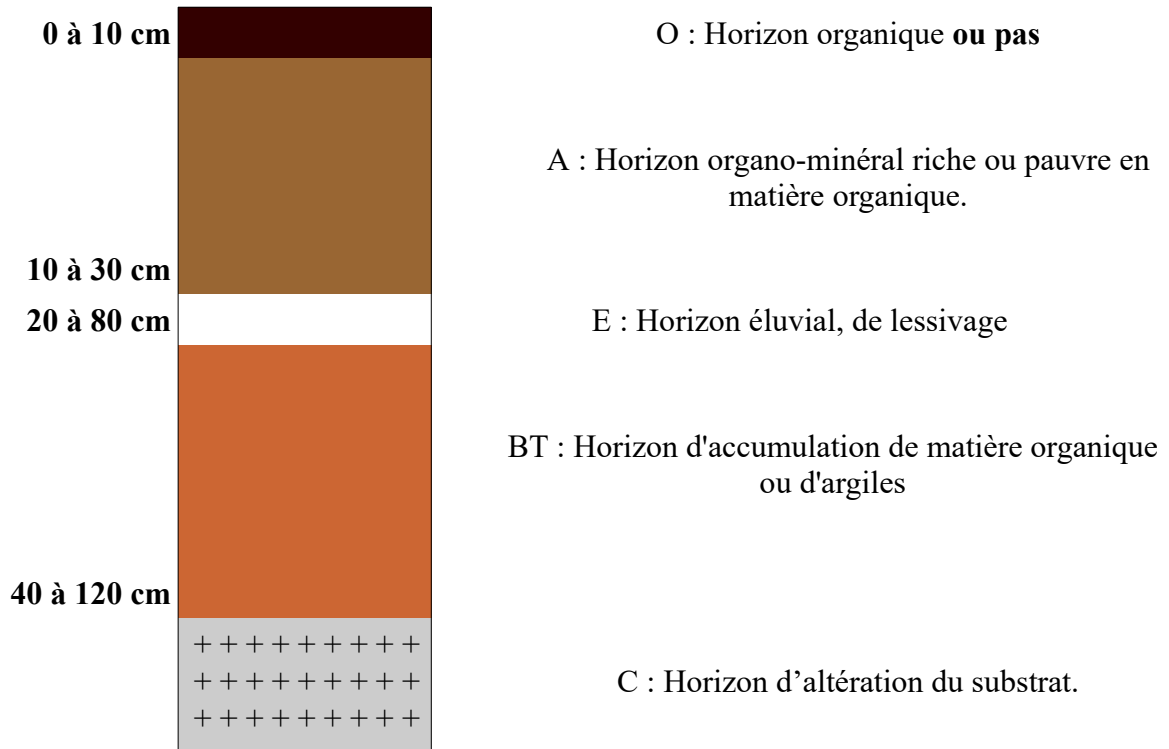 0 à 10 cm
O : Horizon organique ou pas
A : Horizon organo-minéral riche ou pauvre en
matière organique.
10 à 30 cm
20 à 80 cm
E : Horizon éluvial, de lessivage
BT : Horizon d'accumulation de matière organique
ou d'argiles
40 à 120 cm
+ + + + + + + + +
+ + + + + + + + +
+ + + + + + + + +
C : Horizon d’altération du substrat.